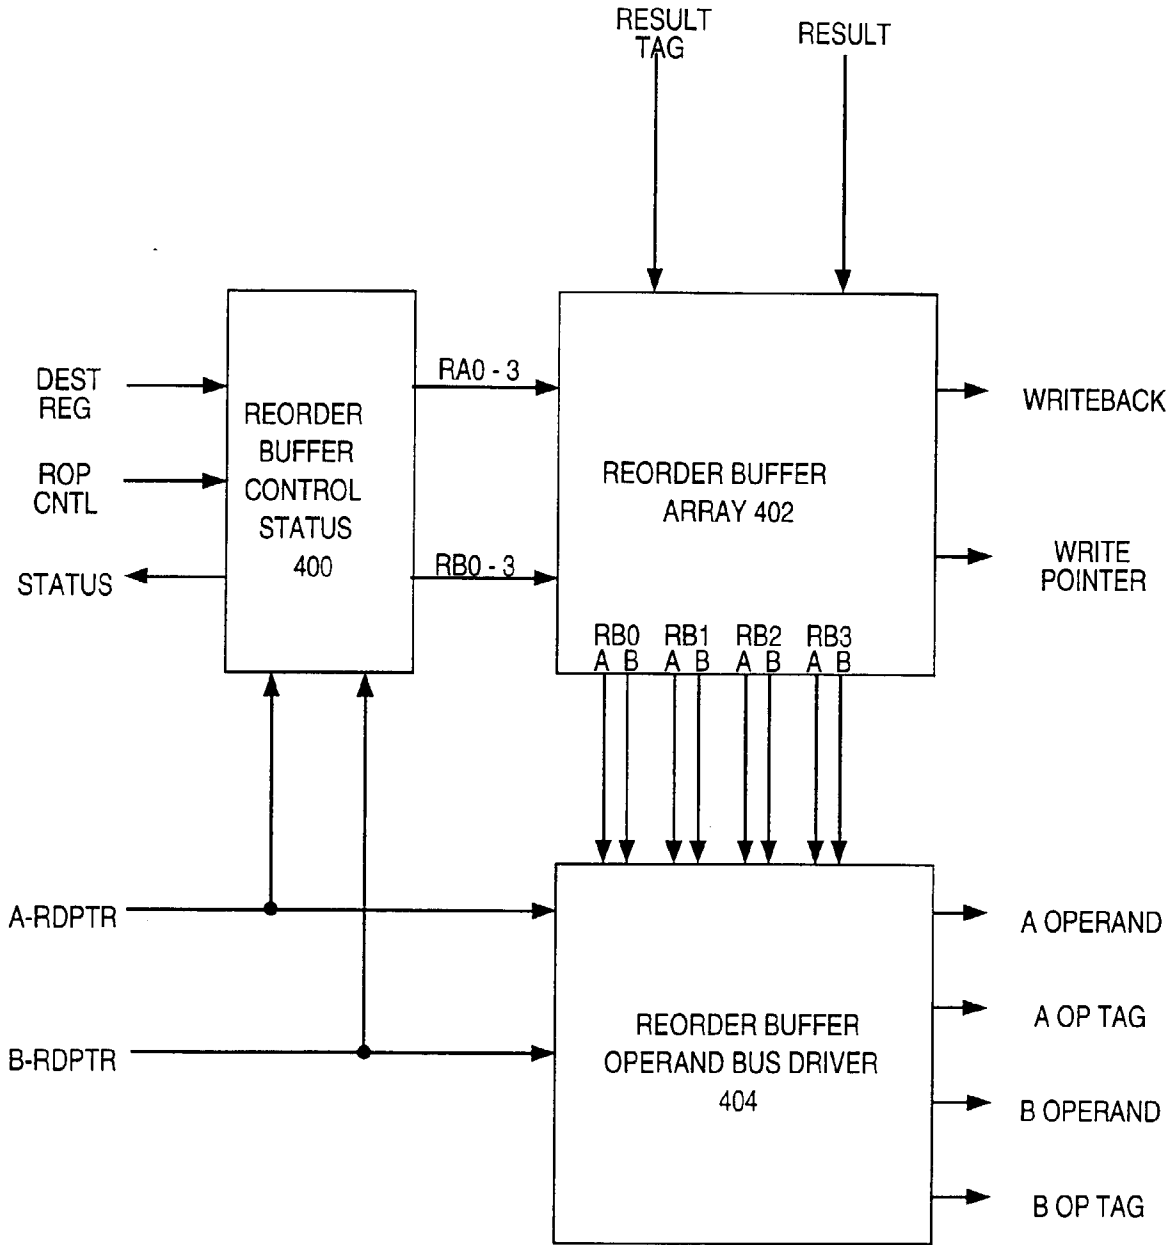 RESULT
TAG
RESULT
DEST
REG
ROP
CNTL
STATUS
REORDER
BUFFER
CONTROL
STATUS
400
RA0 - 3
RB0 - 3
REORDER BUFFER
ARRAY 402
WRITEBACK
WRITE
POINTER
RB0 RB1 RB2 RB3
A B A B A B A B
A-RDPTR
B-RDPTR
REORDER BUFFER
OPERAND BUS DRIVER
404
A OPERAND
A OP TAG
B OPERAND
B OP TAG